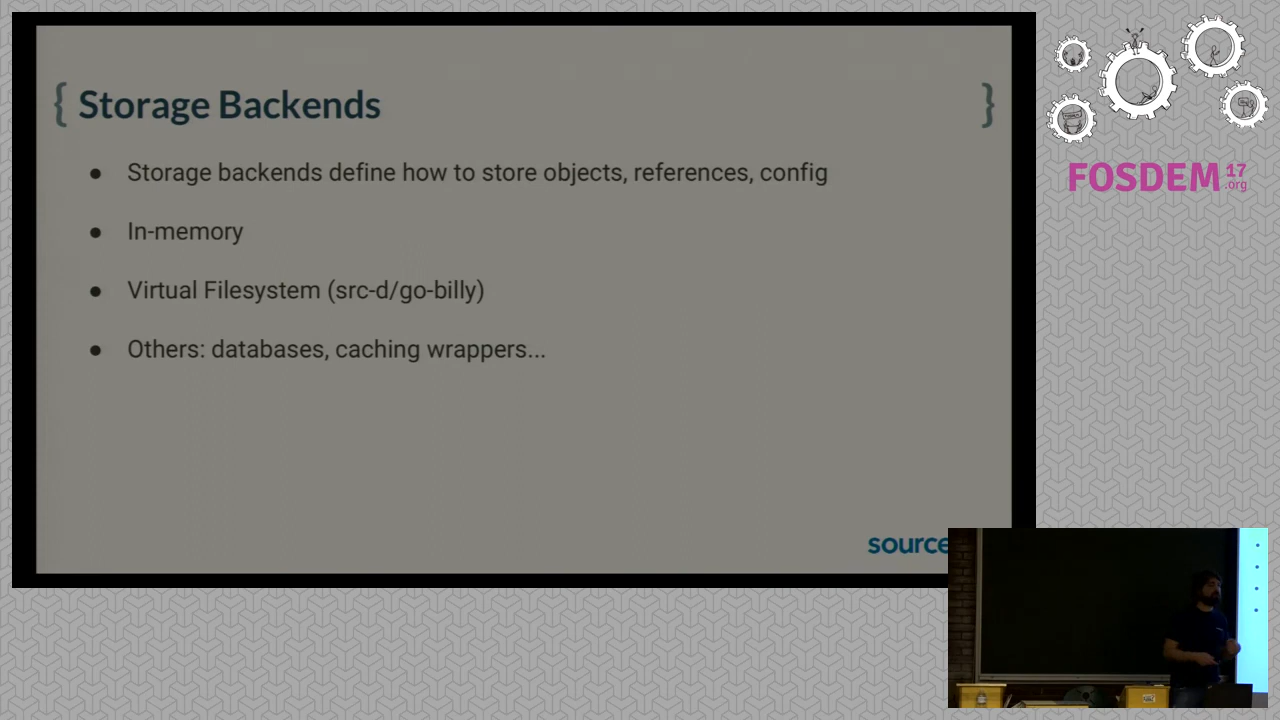 { Storage Backends }
● Storage backends define how to store objects, references, config
● In-memory
● Virtual Filesystem (src-d/go-billy)
● Others: databases, caching wrappers...
source
FOSDEM 17 .org